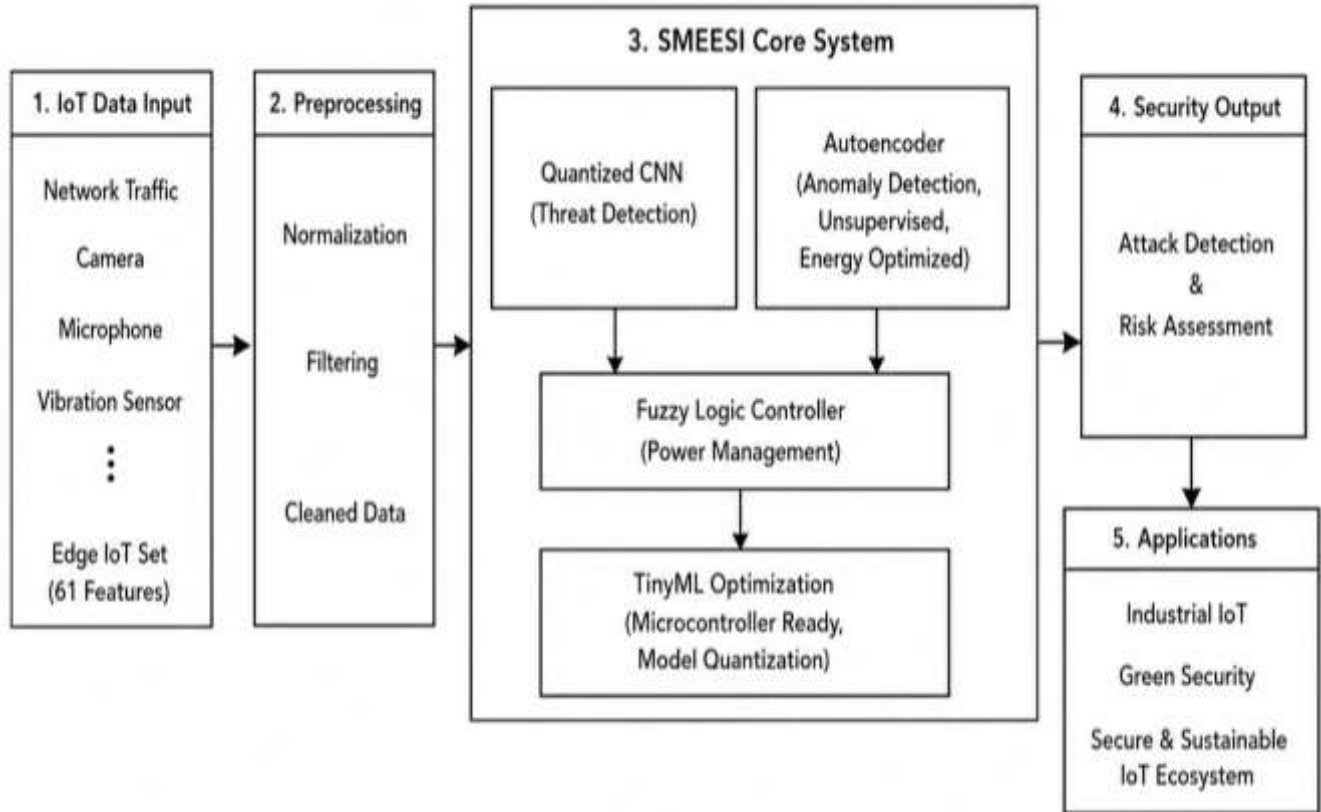 1. IoT Data Input
Network Traffic
Camera
Microphone
Vibration Sensor
Edge IoT Set
(61 Features)
2. Preprocessing
Normalization
Filtering
Cleaned Data
3. SMEESI Core System
Quantized CNN
(Threat Detection)
Autoencoder
(Anomaly Detection,
Unsupervised,
Energy Optimized)
Fuzzy Logic Controller
(Power Management)
TinyML Optimization
(Microcontroller Ready,
Model Quantization)
4. Security Output
Attack Detection
&
Risk Assessment
5. Applications
Industrial IoT
Green Security
Secure & Sustainable
IoT Ecosystem